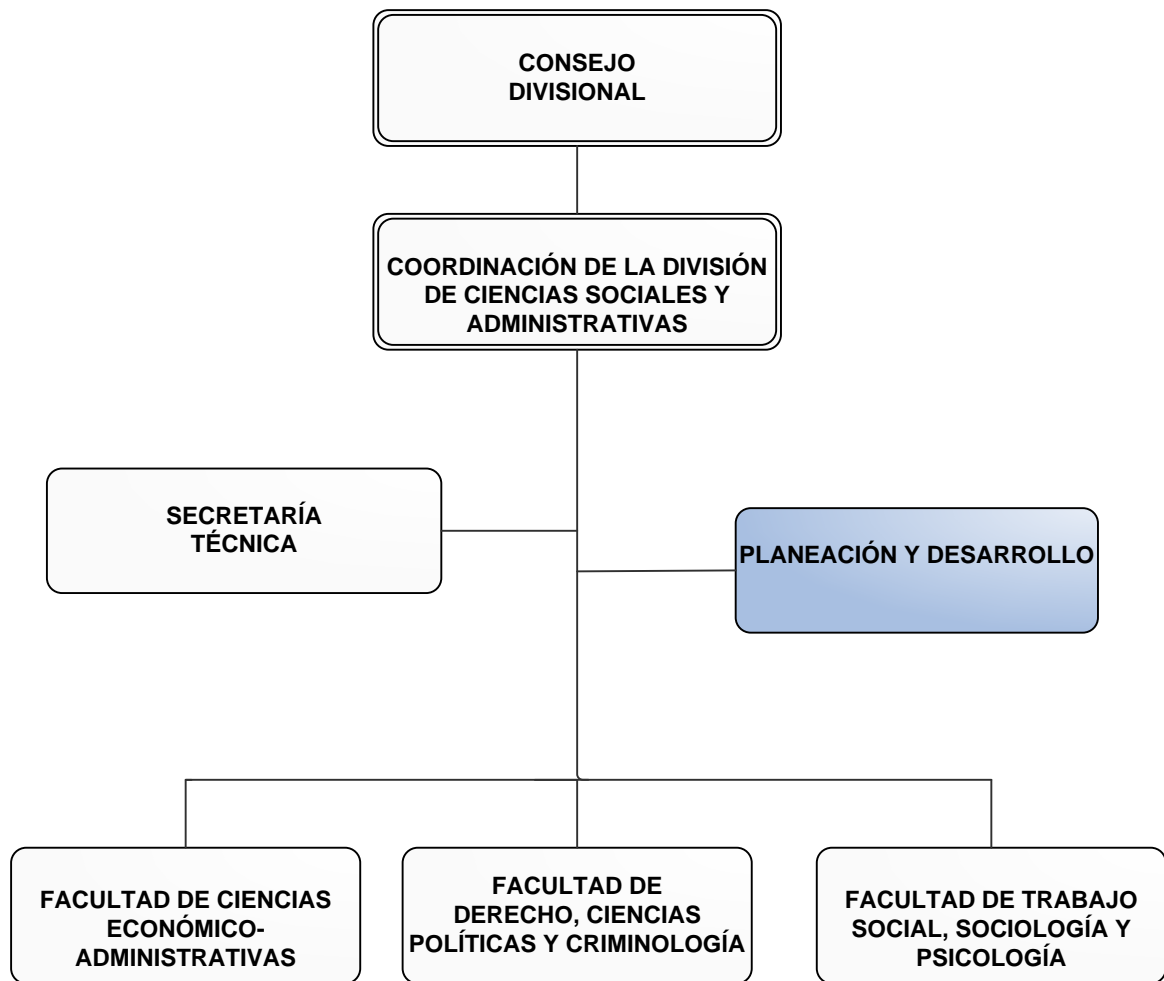 CONSEJO
DIVISIONAL
COORDINACIÓN DE LA DIVISIÓN
DE CIENCIAS SOCIALES Y
ADMINISTRATIVAS
SECRETARÍA
TÉCNICA
PLANEACIÓN Y DESARROLLO
FACULTAD DE CIENCIAS
ECONÓMICO-
ADMINISTRATIVAS
FACULTAD DE
DERECHO, CIENCIAS
POLÍTICAS Y CRIMINOLOGÍA
FACULTAD DE TRABAJO
SOCIAL, SOCIOLOGÍA Y
PSICOLOGÍA